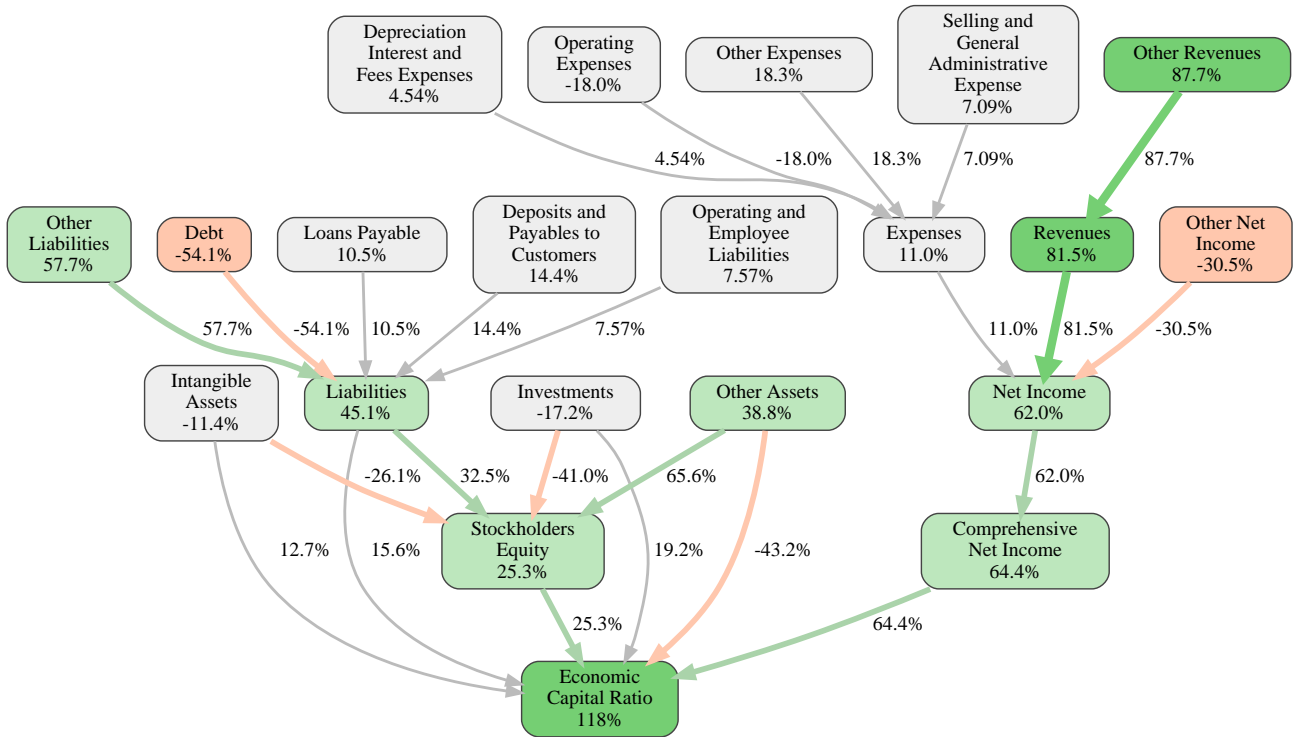 Depreciation
Interest and
Fees Expenses
4.54%
Operating
Expenses
-18.0%
Other Expenses
18.3%
Selling and
General
Administrative
Expense
7.09%
Other Revenues
87.7%
4.54%
-18.0%
18.3%
7.09%
87.7%
Other
Liabilities
57.7%
Debt
-54.1%
Loans Payable
10.5%
Deposits and
Payables to
Customers
14.4%
Operating and
Employee
Liabilities
7.57%
Expenses
11.0%
Revenues
81.5%
Other Net
Income
-30.5%
57.7%
-54.1%
10.5%
14.4%
7.57%
11.0%
81.5%
-30.5%
Intangible
Assets
-11.4%
Liabilities
45.1%
Investments
-17.2%
Other Assets
38.8%
Net Income
62.0%
-26.1%
32.5%
-41.0%
65.6%
62.0%
Stockholders
Equity
25.3%
Comprehensive
Net Income
64.4%
12.7%
15.6%
19.2%
-43.2%
25.3%
64.4%
Economic
Capital Ratio
118%